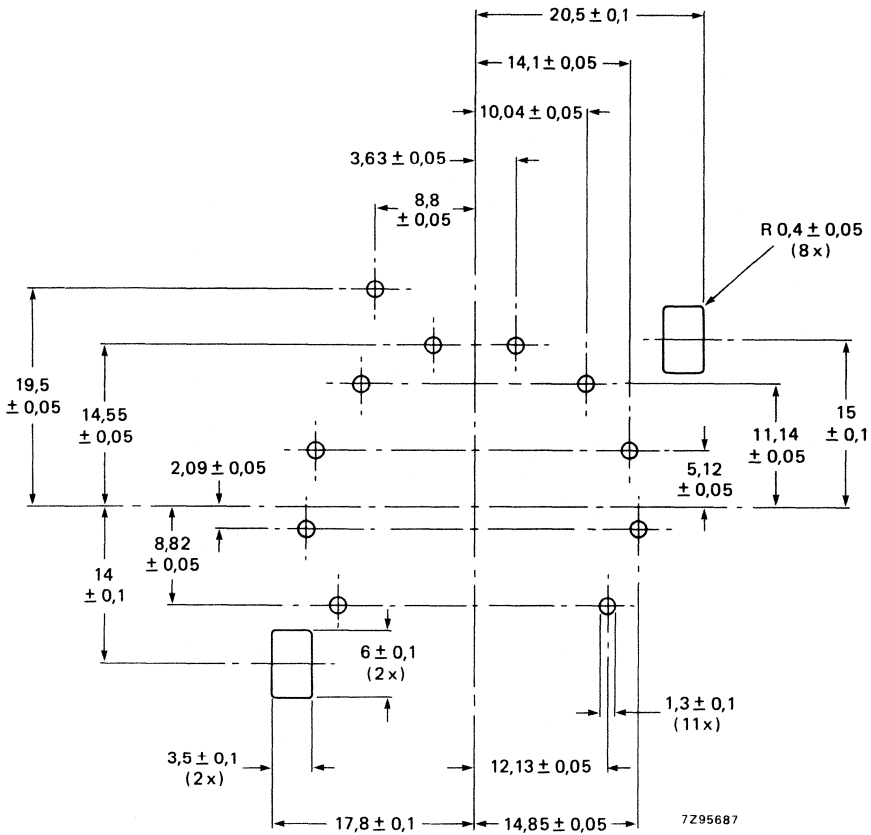 20,5 ± 0,1
14,1 ± 0,05
10,04 ± 0,05
3,63 ± 0,05
8,8
± 0,05
R 0,4 ± 0,05
(8x)
19,5
± 0,05
14,55
± 0,05
15
± 0,1
11,14
± 0,05
2,09 ± 0,05
5,12
± 0,05
8,82
± 0,05
14
± 0,1
6 ± 0,1
(2x)
1,3 ± 0,1
(11x)
3,5 ± 0,1
(2x)
12,13 ± 0,05
17,8 ± 0,1
14,85 ± 0,05
7Z95687